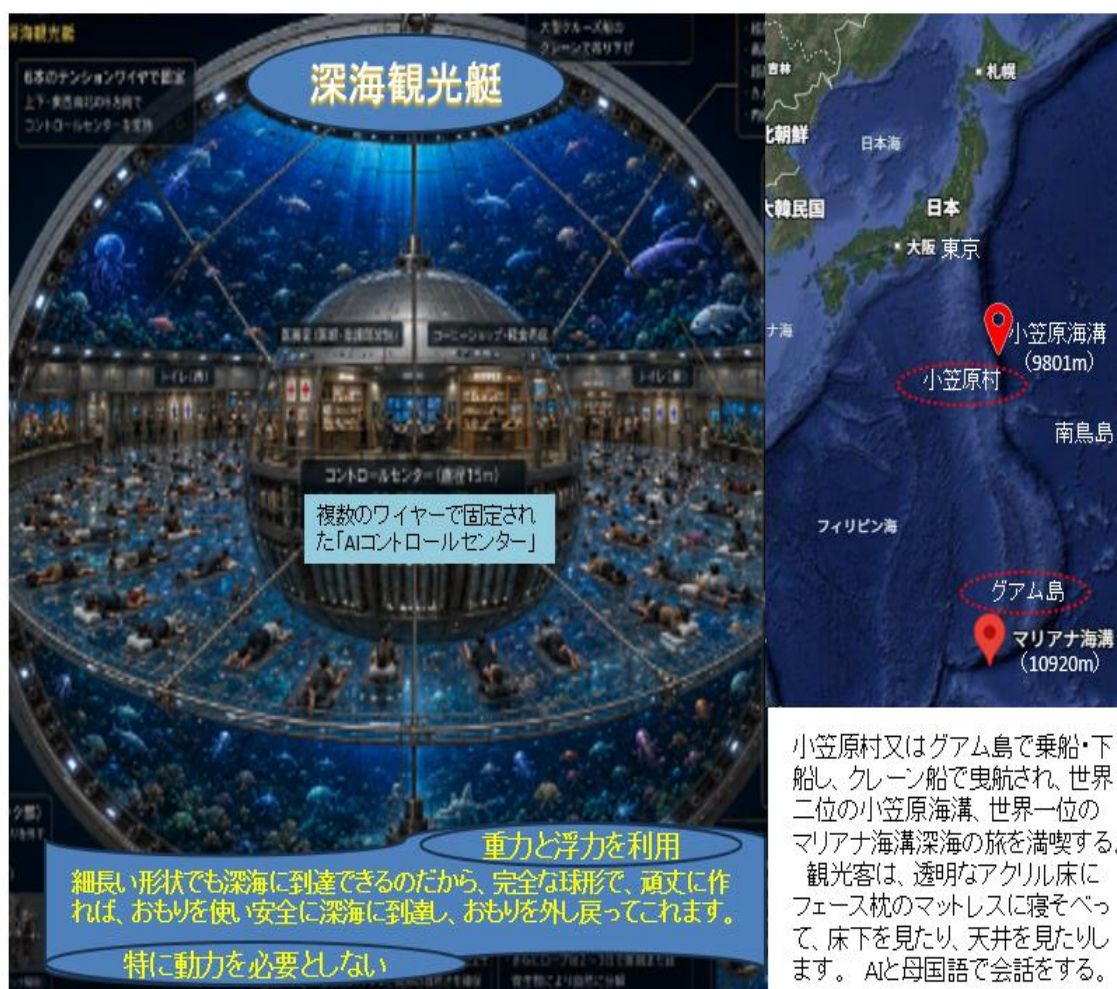 深海観光艇
深海観光艇
6本のテンションワイヤで固定
コントロールセンターを支持
大型クルーズ船の
クレーンで吊り下げ
コーヒーショップ・軽食売店
トイレ(西)
トイレ(東)
コントロールセンター(直径15m)
複数のワイヤーで固定され
た「AIコントロールセンター」
重力と浮力を利用
細長い形状でも深海に到達できるのだから、完全な球形で、頑丈に作
れば、おもりを使い安全に深海に到達し、おもりを外し戻ってこれます。
特に動力を必要としない
吉林
札幌
北朝鮮
日本海
大韓民国
日本
大阪 東京
ナ海
小笠原海溝
(9801m)
小笠原村
南鳥島
フィリピン海
グアム島
マリアナ海溝
(10920m)
小笠原村又はグアム島で乗船・下
船し、クレーン船で曳航され、世界
二位の小笠原海溝、世界一位の
マリアナ海溝深海の旅を満喫する。
観光客は、透明なアクリル床に
フェース枕のマットレスに寝そべっ
て、床下を見たり、天井を見たりし
ます。 AIと母国語で会話をする。